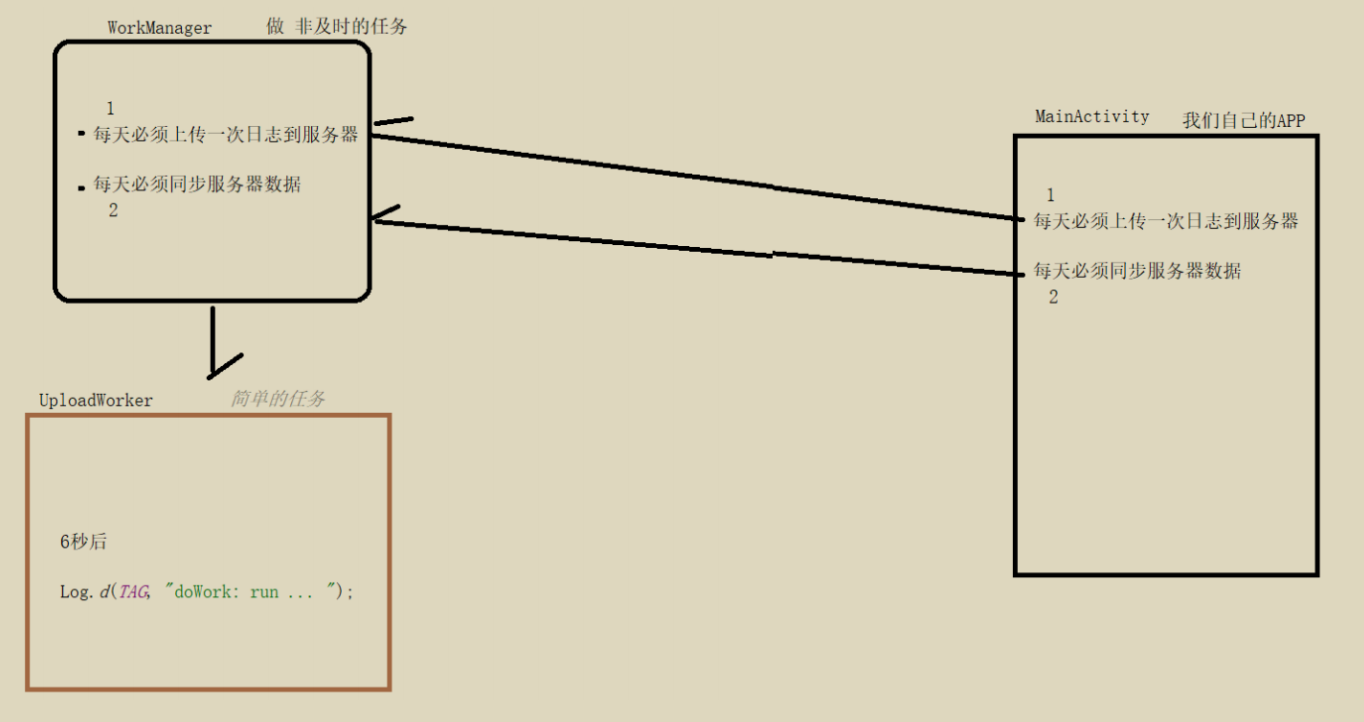 WorkManager 做 非及时的任务
1
每天必须上传一次日志到服务器
每天必须同步服务器数据
2
MainActivity 我们自己的APP
1
每天必须上传一次日志到服务器
每天必须同步服务器数据
2
UploadWorker 简单的任务
6秒后
Log.d(TAG, "doWork: run ... ");